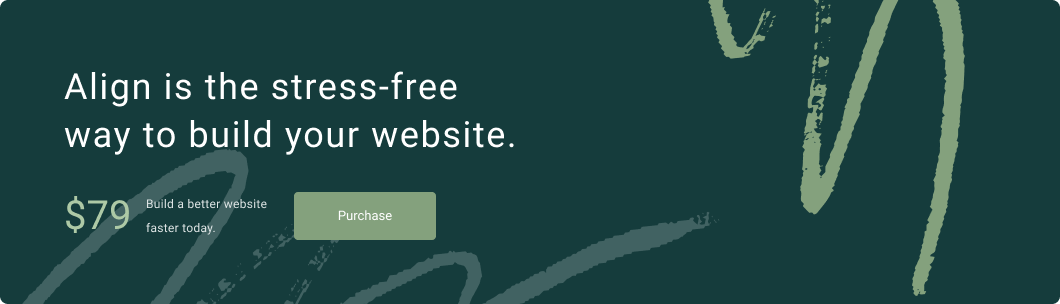 Align is the stress-free
way to build your website.
$79
Build a better website
faster today.
Purchase